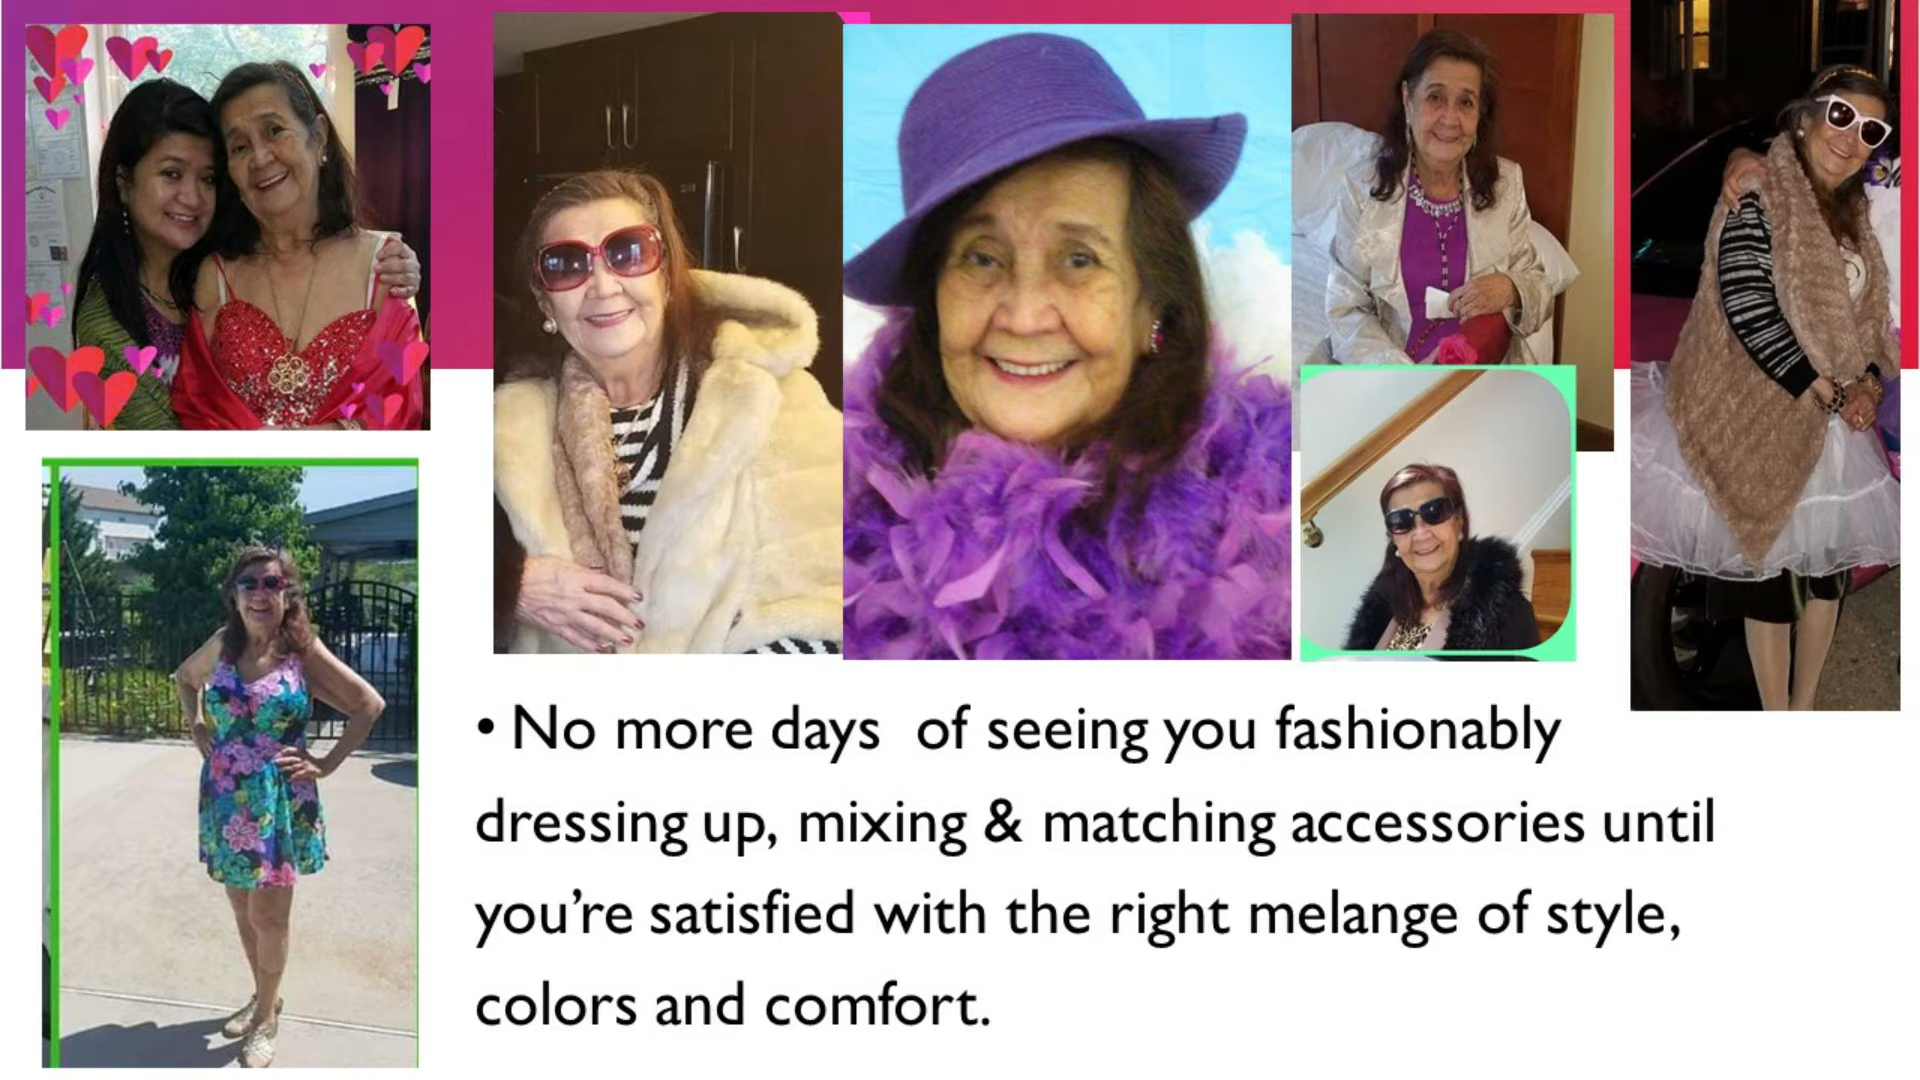 • No more days  of seeing you fashionably
dressing up, mixing & matching accessories until
you’re satisfied with the right melange of style,
colors and comfort.